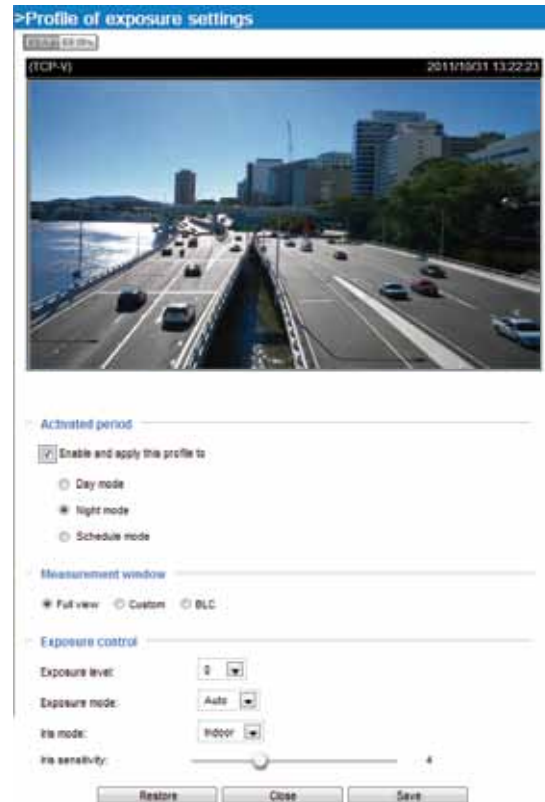 >Profile of exposure settings
(TCP-V) 2011/10/31 13:22:23
Activated period
Enable and apply this profile to
Day mode
Night mode
Schedule mode
Measurement window
Full view Custom BLC
Exposure control
Exposure level: 0
Exposure mode: Auto
Iris mode: Indoor
Iris sensitivity: 4
Restore Close Save